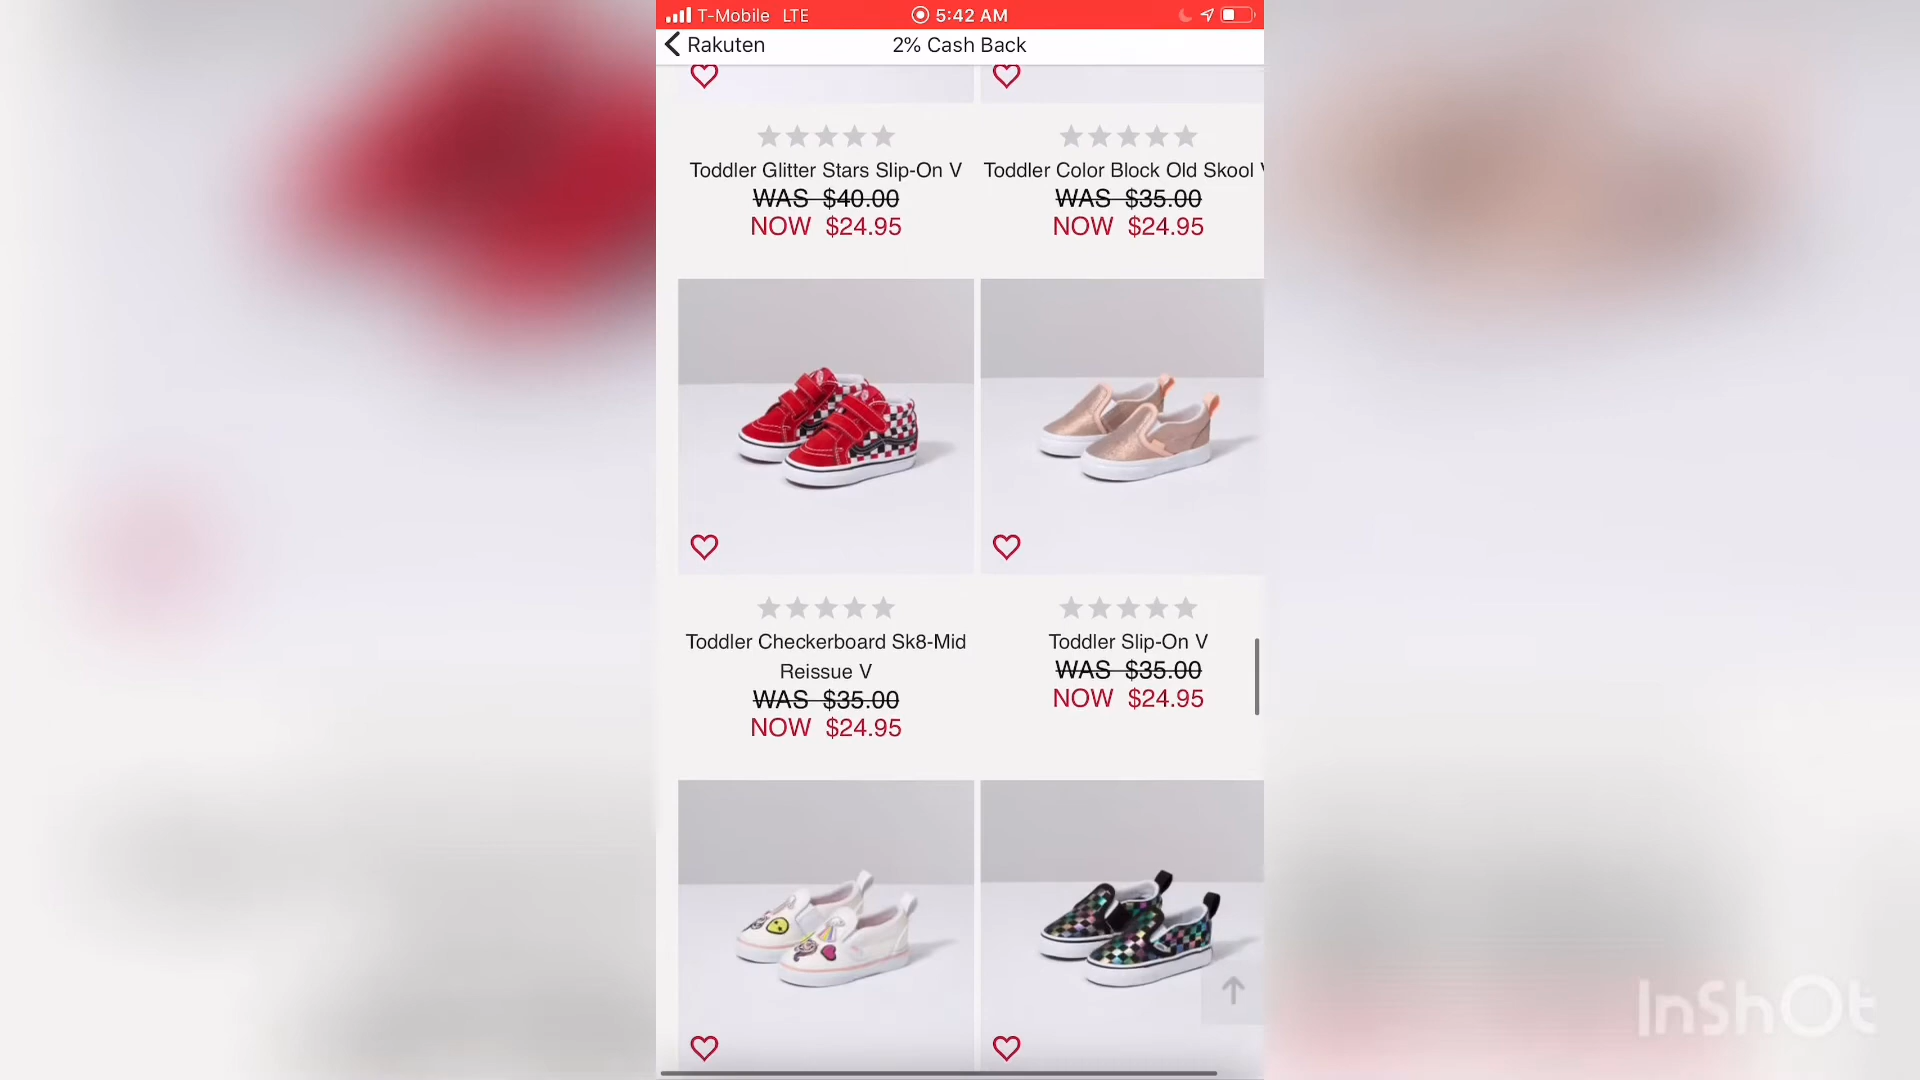 T-Mobile LTE 5:42 AM
Rakuten 2% Cash Back
Toddler Glitter Stars Slip-On V
WAS $40.00
NOW $24.95
Toddler Color Block Old Skool
WAS $35.00
NOW $24.95
Toddler Checkerboard Sk8-Mid
Reissue V
WAS $35.00
NOW $24.95
Toddler Slip-On V
WAS $35.00
NOW $24.95
InShOt